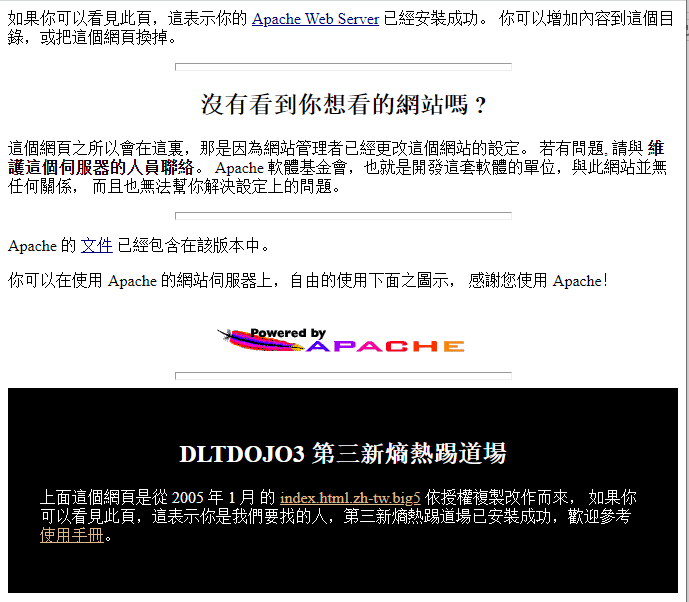 如果你可以看見此頁，這表示你的 Apache Web Server 已經安裝成功。 你可以增加內容到這個目
錄，或把這個網頁換掉。
沒有看到你想看的網站嗎？
這個網頁之所以會在這裏，那是因為網站管理者已經更改這個網站的設定。 若有問題, 請與 維
護這個伺服器的人員聯絡。 Apache 軟體基金會，也就是開發這套軟體的單位，與此網站並無
任何關係， 而且也無法幫你解決設定上的問題。
Apache 的 文件 已經包含在該版本中。
你可以在使用 Apache 的網站伺服器上，自由的使用下面之圖示， 感謝您使用 Apache!
Powered by
APACHE
DLTDOJO3 第三新熵熱踢道場
上面這個網頁是從 2005 年 1 月 的 index.html.zh-tw.big5 依授權複製改作而來， 如果你
可以看見此頁，這表示你是我們要找的人，第三新熵熱踢道場已安裝成功，歡迎參考
使用手冊。